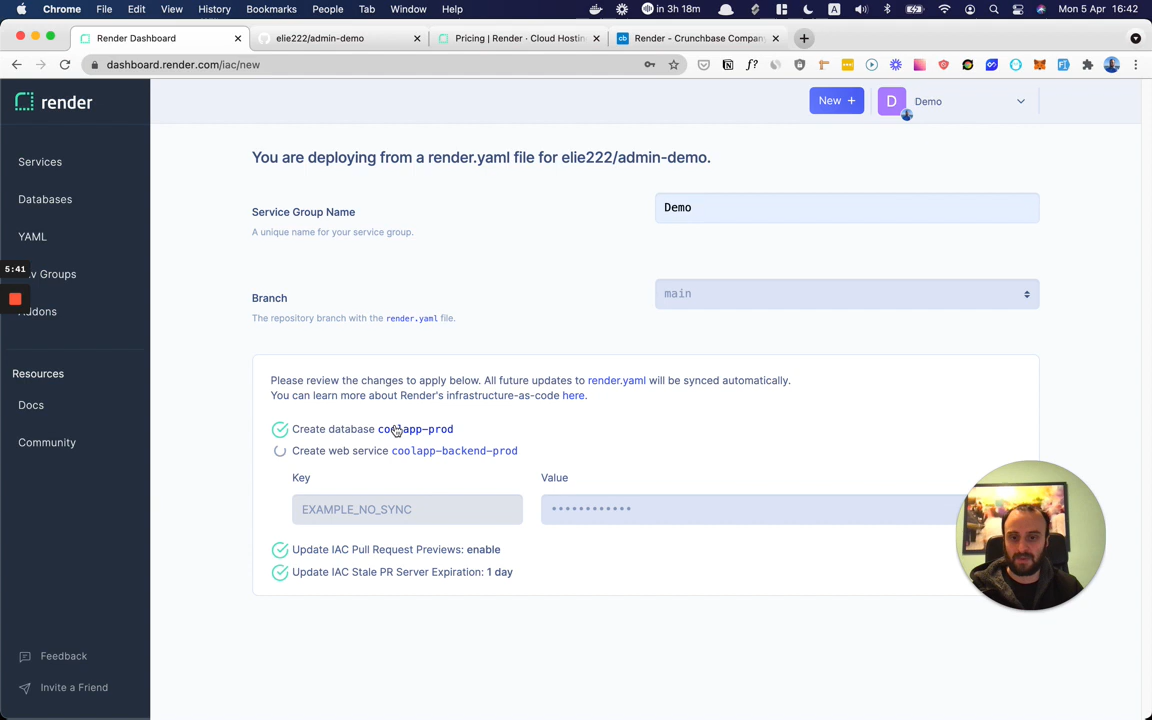 Chrome File Edit View History Bookmarks People Tab Window Help in 3h 18m A Mon 5 Apr 16:42
Render Dashboard elie222/admin-demo Pricing | Render · Cloud Hostin Render - Crunchbase Company
dashboard.render.com/iac/new
render
New +
D
Demo
Services
Databases
YAML
5:41
v Groups
Addons
Resources
Docs
Community
Feedback
Invite a Friend
You are deploying from a render.yaml file for elie222/admin-demo.
Service Group Name
A unique name for your service group.
Demo
Branch
The repository branch with the render.yaml file.
main
Please review the changes to apply below. All future updates to render.yaml will be synced automatically.
You can learn more about Render's infrastructure-as-code here.
Create database coolapp-prod
Create web service coolapp-backend-prod
Key Value
EXAMPLE_NO_SYNC ••••••••••••
Update IAC Pull Request Previews: enable
Update IAC Stale PR Server Expiration: 1 day